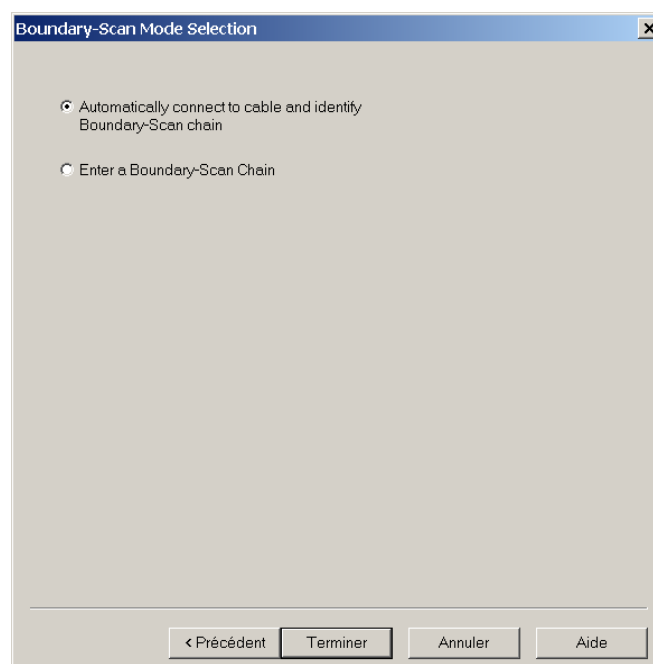 Boundary-Scan Mode Selection
Automatically connect to cable and identify
Boundary-Scan chain
Enter a Boundary-Scan Chain
< Précédent Terminer Annuler Aide